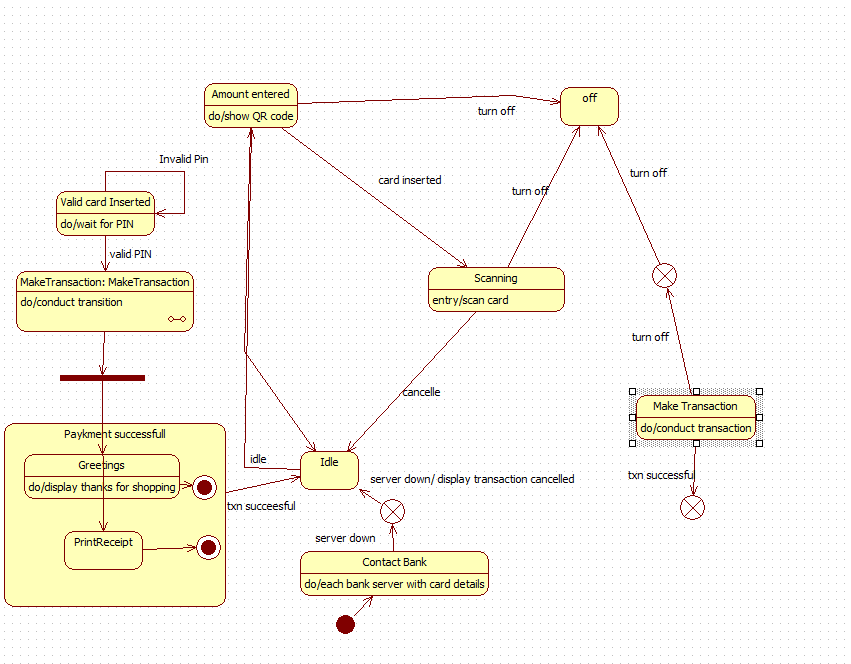 Amount entered
do/show QR code
off
turn off
Invalid Pin
card inserted
turn off
turn off
Valid card Inserted
do/wait for PIN
valid PIN
MakeTransaction: MakeTransaction
do/conduct transition
Scanning
entry/scan card
turn off
cancelle
Make Transaction
do/conduct transaction
Paykment successfull
Greetings
do/display thanks for shopping
idle
Idle
server down/ display transaction cancelled
txn successfu
txn succeesful
server down
PrintReceipt
Contact Bank
do/each bank server with card details